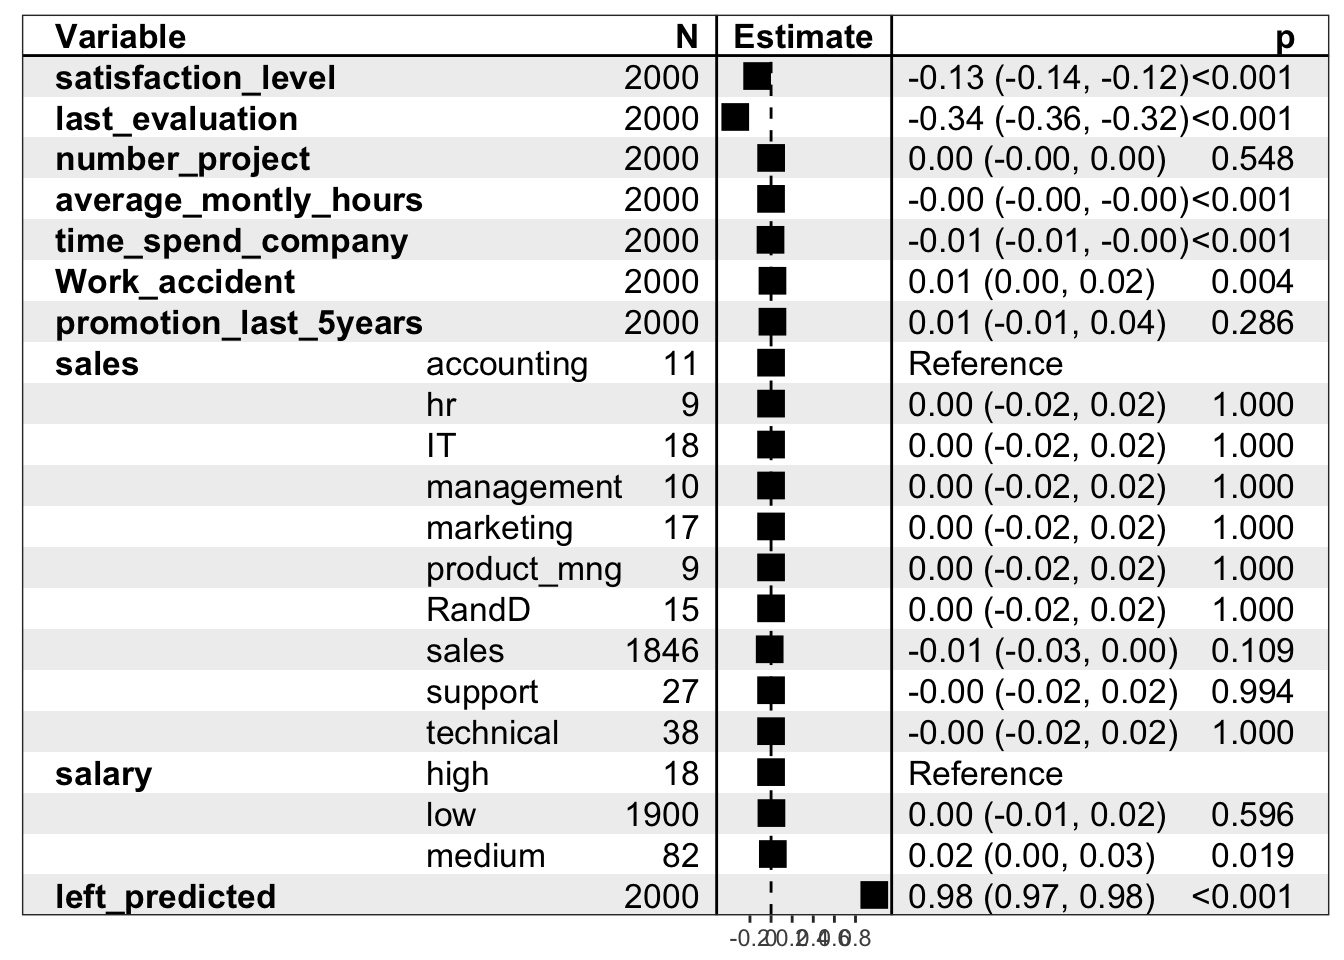 Variable N Estimate p
satisfaction_level 2000 -0.13 (-0.14, -0.12) <0.001
last_evaluation 2000 -0.34 (-0.36, -0.32) <0.001
number_project 2000 0.00 (-0.00, 0.00) 0.548
average_montly_hours 2000 -0.00 (-0.00, -0.00) <0.001
time_spend_company 2000 -0.01 (-0.01, -0.00) <0.001
Work_accident 2000 0.01 (0.00, 0.02) 0.004
promotion_last_5years 2000 0.01 (-0.01, 0.04) 0.286
sales accounting 11 Reference
hr 9 0.00 (-0.02, 0.02) 1.000
IT 18 0.00 (-0.02, 0.02) 1.000
management 10 0.00 (-0.02, 0.02) 1.000
marketing 17 0.00 (-0.02, 0.02) 1.000
product_mng 9 0.00 (-0.02, 0.02) 1.000
RandD 15 0.00 (-0.02, 0.02) 1.000
sales 1846 -0.01 (-0.03, 0.00) 0.109
support 27 -0.00 (-0.02, 0.02) 0.994
technical 38 -0.00 (-0.02, 0.02) 1.000
salary high 18 Reference
low 1900 0.00 (-0.01, 0.02) 0.596
medium 82 0.02 (0.00, 0.03) 0.019
left_predicted 2000 0.98 (0.97, 0.98) <0.001
-0.2 0 0.2 0.4 0.6 0.8